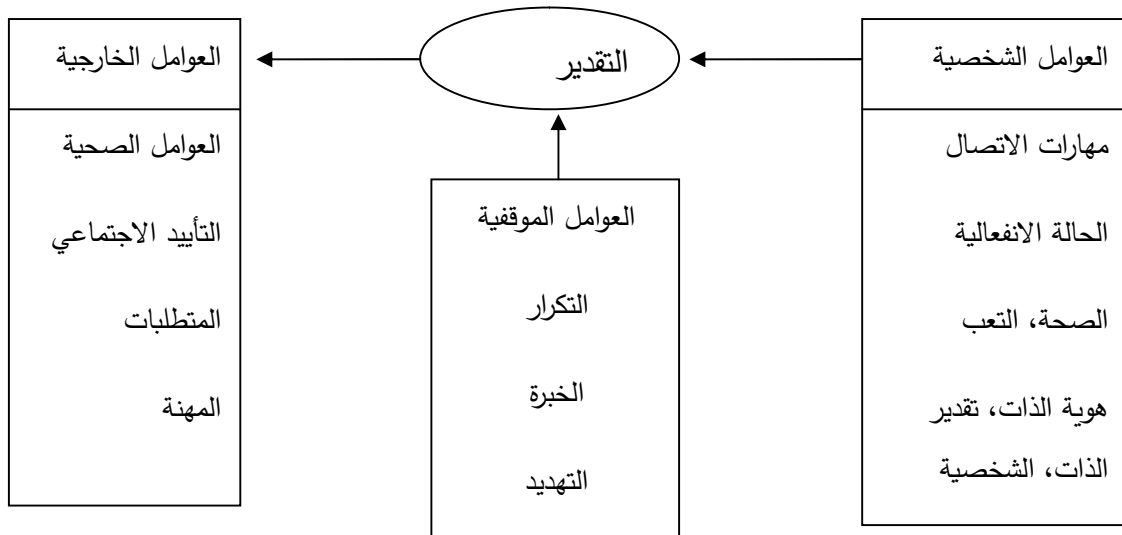 العوامل الشخصية
مهارات الاتصال
الحالة الانفعالية
الصحة، التعب
هوية الذات، تقدير
الذات، الشخصية
التقدير
العوامل الموقفية
التكرار
الخبرة
التهديد
العوامل الخارجية
العوامل الصحية
التأييد الاجتماعي
المتطلبات
المهنة